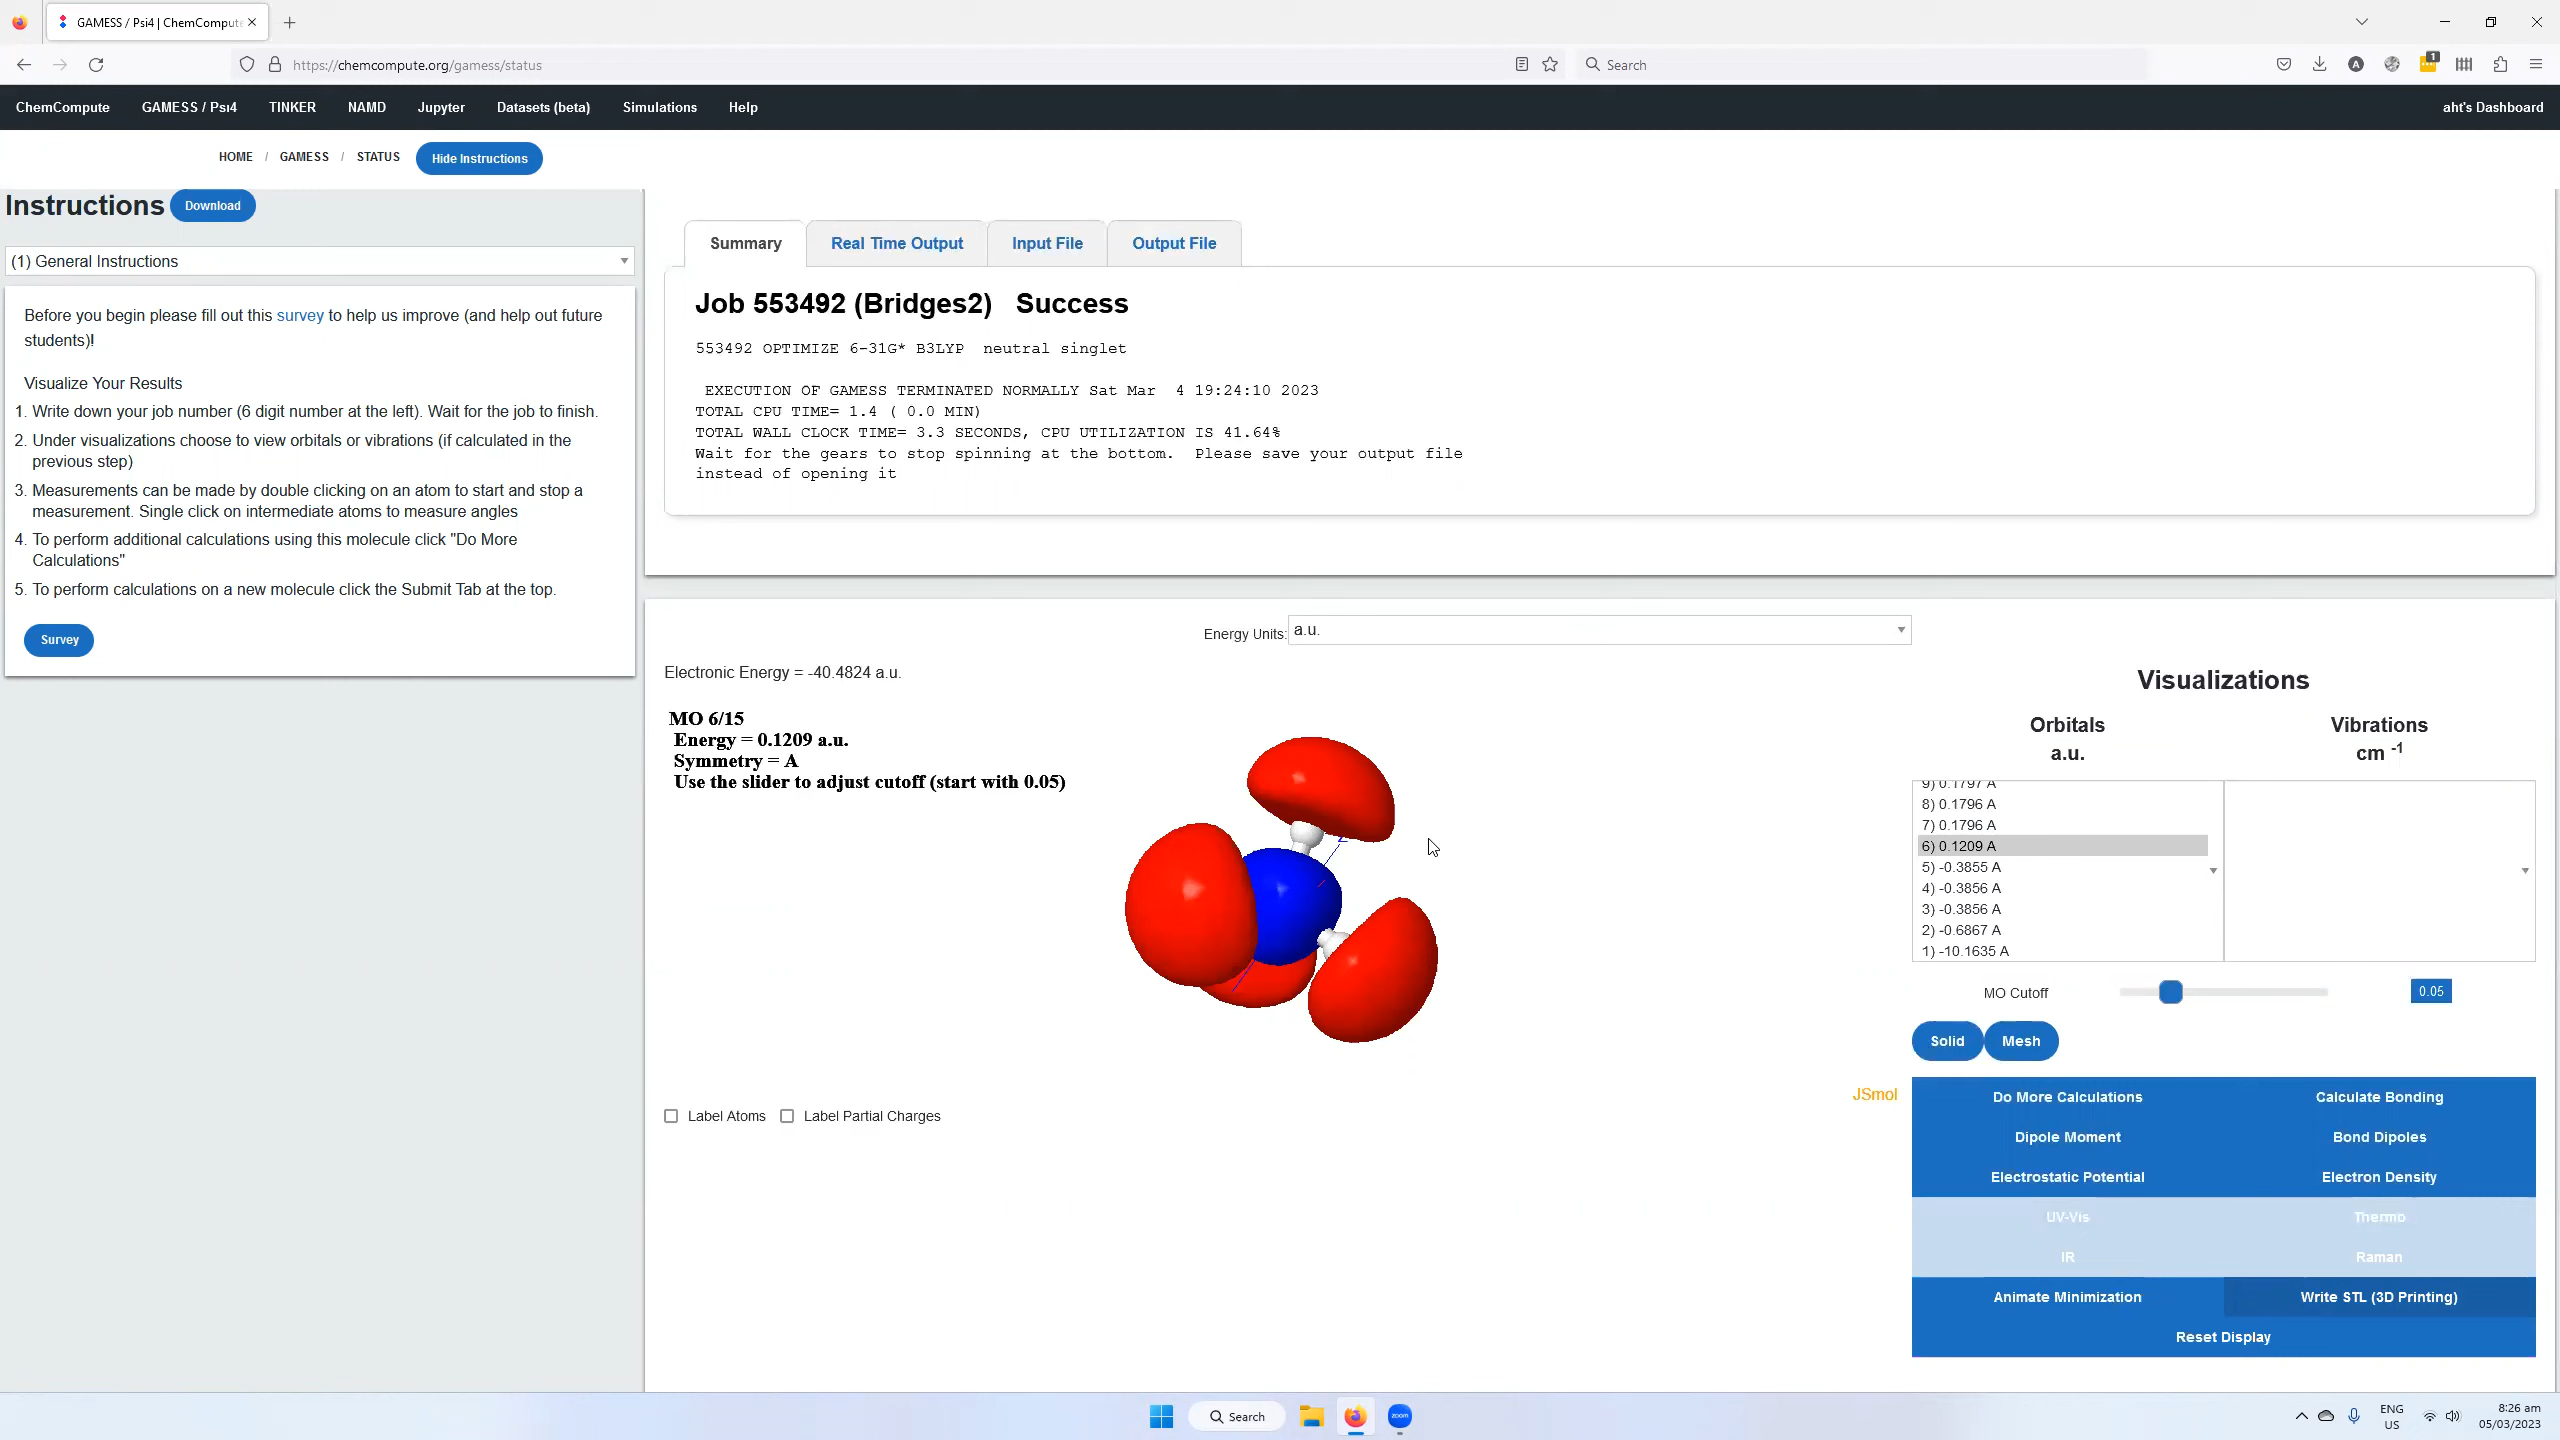 GAMESS / Psi4 | ChemCompute
https://chemcompute.org/gamess/status
Search
1
A
ChemCompute GAMESS / Psi4 TINKER NAMD Jupyter Datasets (beta) Simulations Help aht's Dashboard
HOME / GAMESS / STATUS Hide Instructions
Instructions Download
(1) General Instructions
Before you begin please fill out this survey to help us improve (and help out future
students)!
Visualize Your Results
1. Write down your job number (6 digit number at the left). Wait for the job to finish.
2. Under visualizations choose to view orbitals or vibrations (if calculated in the
previous step)
3. Measurements can be made by double clicking on an atom to start and stop a
measurement. Single click on intermediate atoms to measure angles
4. To perform additional calculations using this molecule click "Do More
Calculations"
5. To perform calculations on a new molecule click the Submit Tab at the top.
Survey
Summary Real Time Output Input File Output File
Job 553492 (Bridges2) Success
553492 OPTIMIZE 6-31G* B3LYP neutral singlet
EXECUTION OF GAMESS TERMINATED NORMALLY Sat Mar 4 19:24:10 2023
TOTAL CPU TIME= 1.4 ( 0.0 MIN)
TOTAL WALL CLOCK TIME= 3.3 SECONDS, CPU UTILIZATION IS 41.64%
Wait for the gears to stop spinning at the bottom. Please save your output file
instead of opening it
Energy Units: a.u.
Electronic Energy = -40.4824 a.u.
MO 6/15
Energy = 0.1209 a.u.
Symmetry = A
Use the slider to adjust cutoff (start with 0.05)
JSmol
Label Atoms Label Partial Charges
Visualizations
Orbitals
a.u.
Vibrations
cm -1
9) 0.1797 A
8) 0.1796 A
7) 0.1796 A
6) 0.1209 A
5) -0.3855 A
4) -0.3856 A
3) -0.3856 A
2) -0.6867 A
1) -10.1635 A
MO Cutoff 0.05
Solid Mesh
Do More Calculations Calculate Bonding
Dipole Moment Bond Dipoles
Electrostatic Potential Electron Density
UV-Vis Thermo
IR Raman
Animate Minimization Write STL (3D Printing)
Reset Display
Search
zoom
ENG
US
8:26 am
05/03/2023